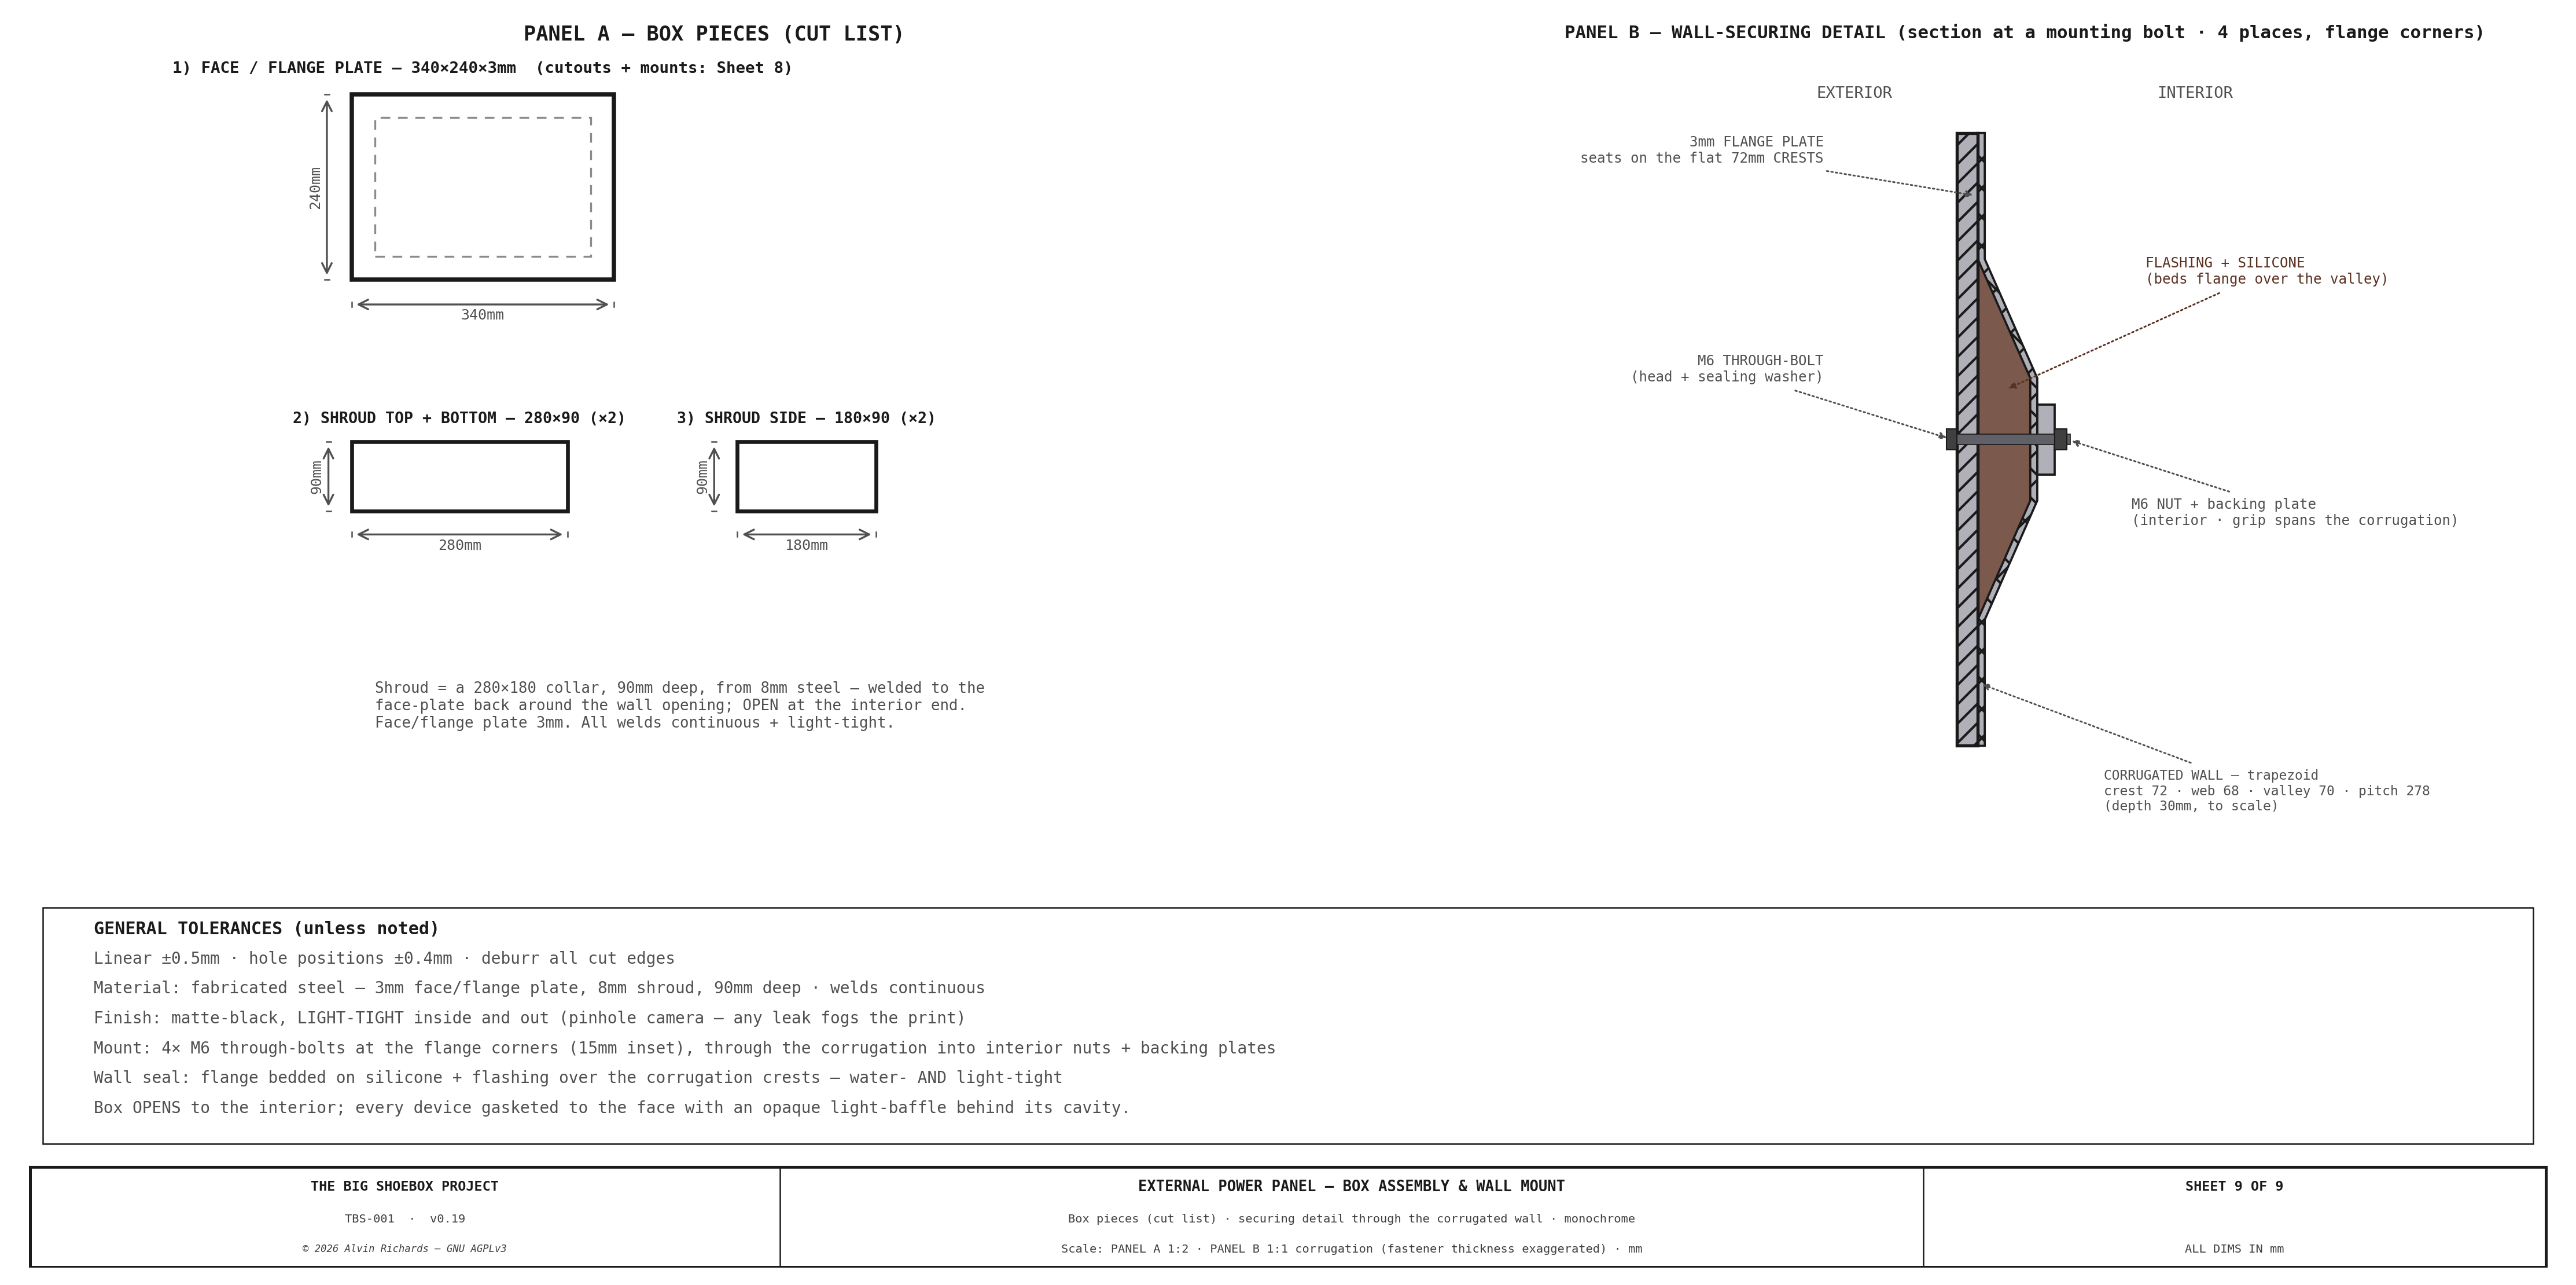 PANEL A — BOX PIECES (CUT LIST)
1) FACE / FLANGE PLATE — 340×240×3mm  (cutouts + mounts: Sheet 8)
240mm
340mm
2) SHROUD TOP + BOTTOM — 280×90 (×2)
90mm
280mm
3) SHROUD SIDE — 180×90 (×2)
90mm
180mm
Shroud = a 280×180 collar, 90mm deep, from 8mm steel — welded to the
face-plate back around the wall opening; OPEN at the interior end.
Face/flange plate 3mm. All welds continuous + light-tight.
PANEL B — WALL-SECURING DETAIL (section at a mounting bolt · 4 places, flange corners)
EXTERIOR
INTERIOR
3mm FLANGE PLATE
seats on the flat 72mm CRESTS
FLASHING + SILICONE
(beds flange over the valley)
M6 THROUGH-BOLT
(head + sealing washer)
M6 NUT + backing plate
(interior · grip spans the corrugation)
CORRUGATED WALL — trapezoid
crest 72 · web 68 · valley 70 · pitch 278
(depth 30mm, to scale)
GENERAL TOLERANCES (unless noted)
Linear ±0.5mm · hole positions ±0.4mm · deburr all cut edges
Material: fabricated steel — 3mm face/flange plate, 8mm shroud, 90mm deep · welds continuous
Finish: matte-black, LIGHT-TIGHT inside and out (pinhole camera — any leak fogs the print)
Mount: 4× M6 through-bolts at the flange corners (15mm inset), through the corrugation into interior nuts + backing plates
Wall seal: flange bedded on silicone + flashing over the corrugation crests — water- AND light-tight
Box OPENS to the interior; every device gasketed to the face with an opaque light-baffle behind its cavity.
THE BIG SHOEBOX PROJECT
TBS-001  ·  v0.19
© 2026 Alvin Richards — GNU AGPLv3
EXTERNAL POWER PANEL — BOX ASSEMBLY & WALL MOUNT
Box pieces (cut list) · securing detail through the corrugated wall · monochrome
Scale: PANEL A 1:2 · PANEL B 1:1 corrugation (fastener thickness exaggerated) · mm
SHEET 9 OF 9
ALL DIMS IN mm